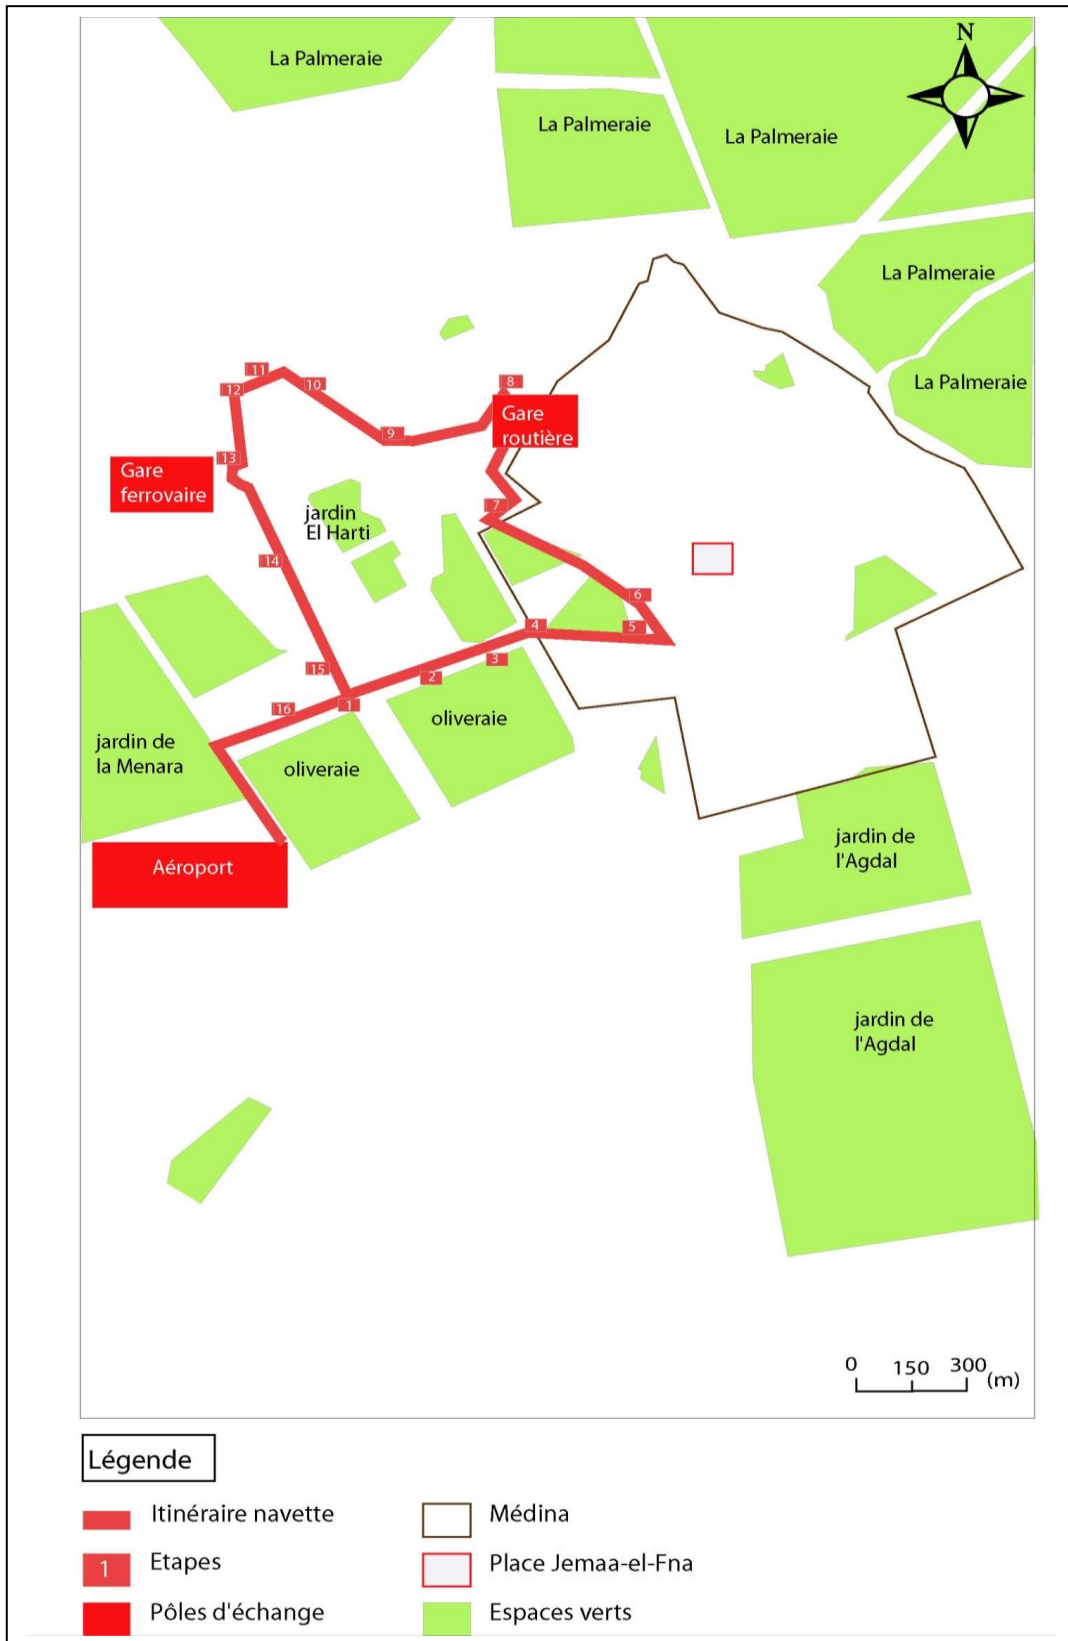 N
La Palmeraie
La Palmeraie
La Palmeraie
La Palmeraie
La Palmeraie
11
12
10
8
9
Gare
routière
13
Gare
ferrovaire
jardin
El Harti
7
14
6
4
5
3
15
2
1
16
oliveraie
jardin de
la Menara
oliveraie
Aéroport
jardin de
l'Agdal
jardin de
l'Agdal
0 150 300 (m)
Légende
Itinéraire navette
Médina
1 Etapes
Place Jemaa-el-Fna
Pôles d'échange
Espaces verts